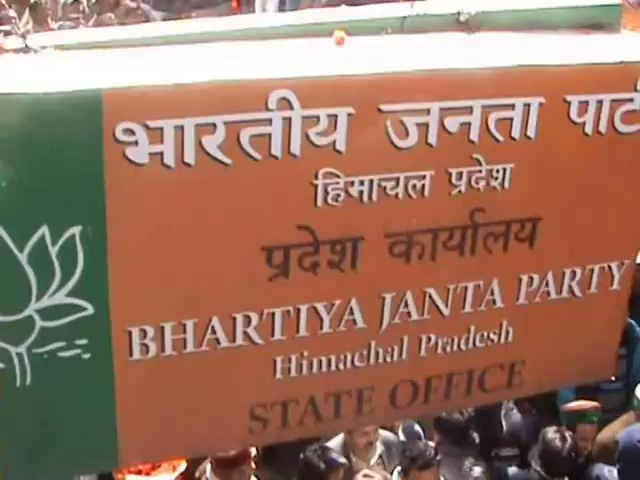 भारतीय जनता पार्टी
हिमाचल प्रदेश
प्रदेश कार्यालय
BHARTIYA JANTA PARTY
Himachal Pradesh
STATE OFFICE